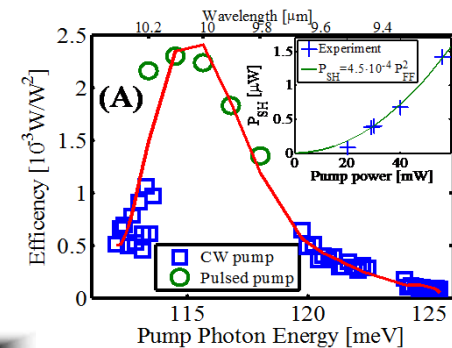 Wavelength [µm]
10.2 10 9.8 9.6 9.4
2.5
2
1.5
1
0.5
0
Efficency [10³W/W²]
(A)
CW pump
Pulsed pump
115 120 125
Pump Photon Energy [meV]
1.5
1
0.5
0
P_SH [µW]
Experiment
P_SH=4.5·10⁻⁴ P²_FF
0 20 40
Pump power [mW]